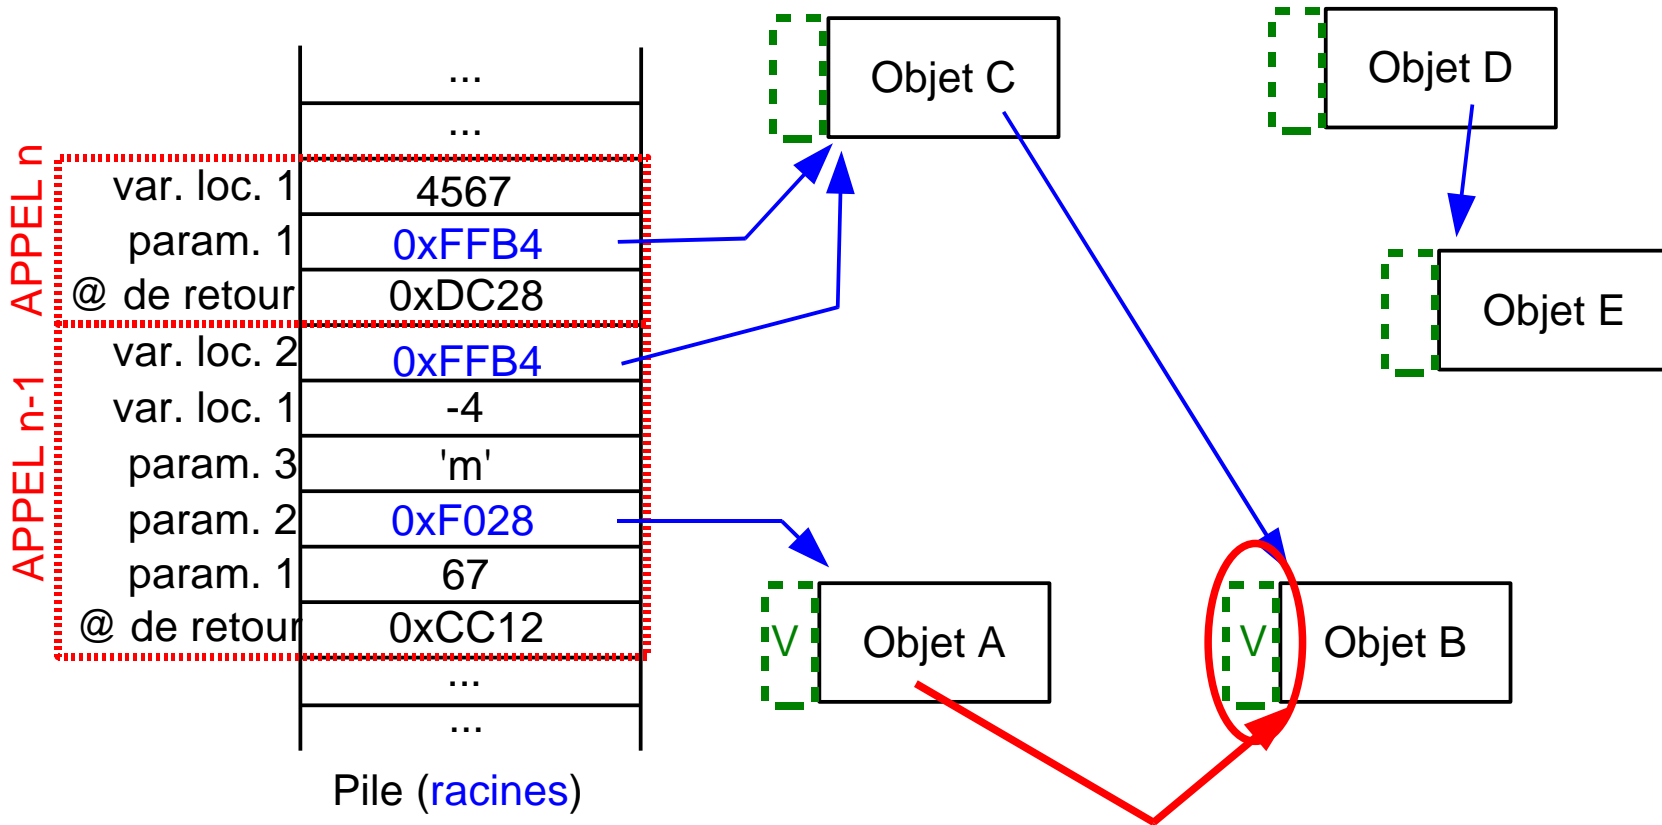 ...
...
APPEL n
var. loc. 1 4567
param. 1 0xFFB4
@ de retour 0xDC28
APPEL n-1
var. loc. 2 0xFFB4
var. loc. 1 -4
param. 3 'm'
param. 2 0xF028
param. 1 67
@ de retour 0xCC12
...
...
Pile (racines)
Objet C
Objet D
Objet E
V Objet A
V Objet B